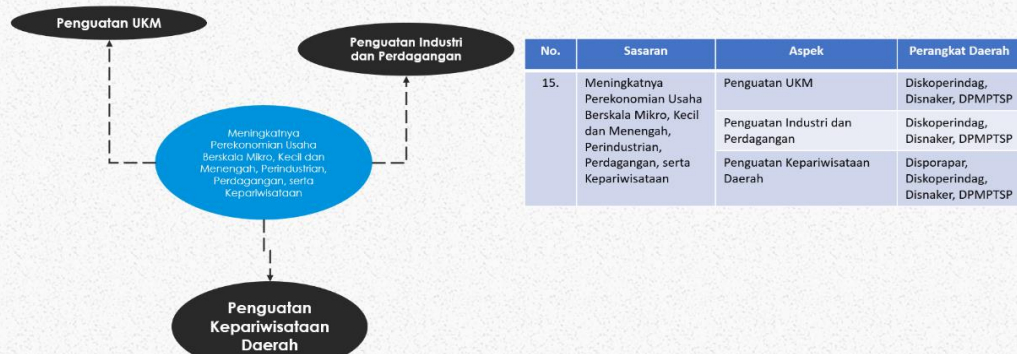 Penguatan UKM
Penguatan Industri
dan Perdagangan
Meningkatnya
Perekonomian Usaha
Berskala Mikro, Kecil dan
Menengah, Perindustrian,
Perdagangan, serta
Kepariwisataan
Penguatan
Kepariwisataan
Daerah
No. Sasaran Aspek Perangkat Daerah
15. Meningkatnya Penguatan UKM Diskoperindag,
Perekonomian Usaha Disnaker, DPMPTSP
Berskala Mikro, Kecil
dan Menengah, Penguatan Industri dan Diskoperindag,
Perindustrian, Perdagangan Disnaker, DPMPTSP
Perdagangan, serta Penguatan Kepariwisataan Disporapar,
Kepariwisataan Daerah Diskoperindag,
Disnaker, DPMPTSP